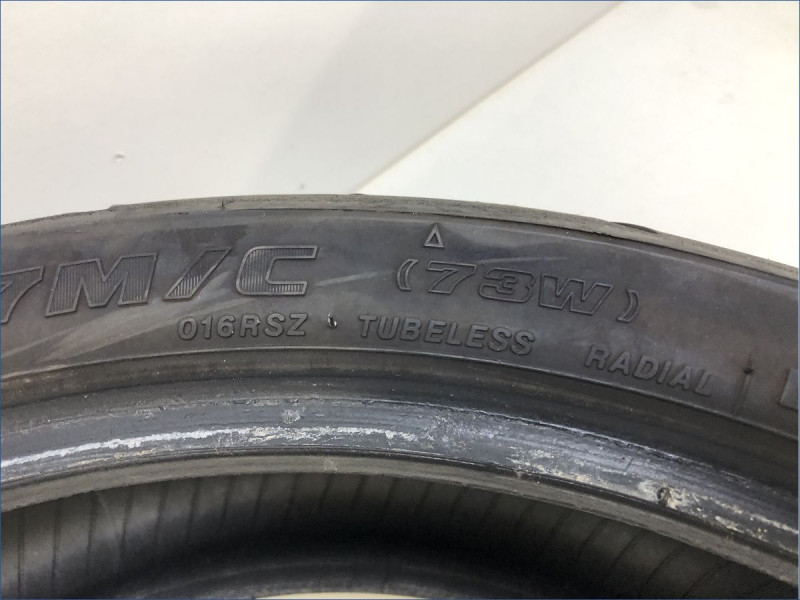 7M/C (73W)
016RSZ TUBELESS RADIAL